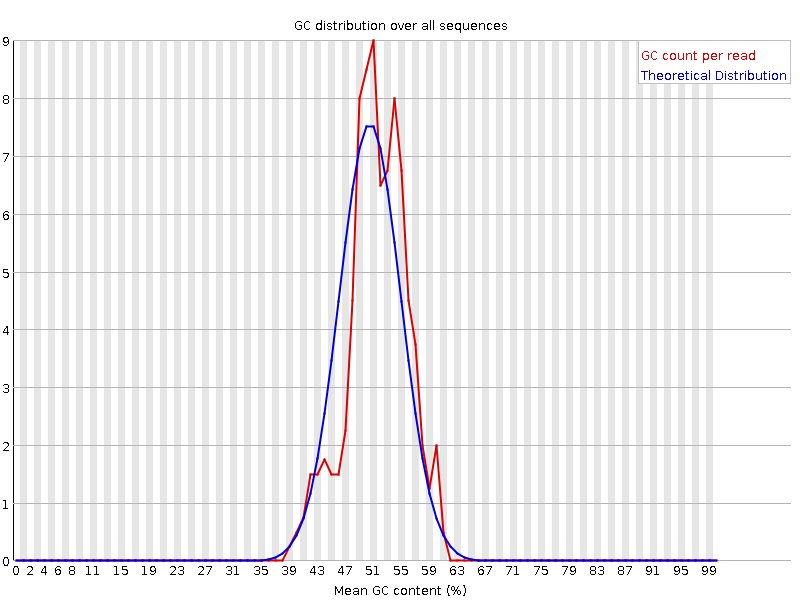 GC distribution over all sequences
GC count per read
Theoretical Distribution
9
8
7
6
5
4
3
2
1
0
0 2 4 6 8 11 15 19 23 27 31 35 39 43 47 51 55 59 63 67 71 75 79 83 87 91 95 99
Mean GC content (%)